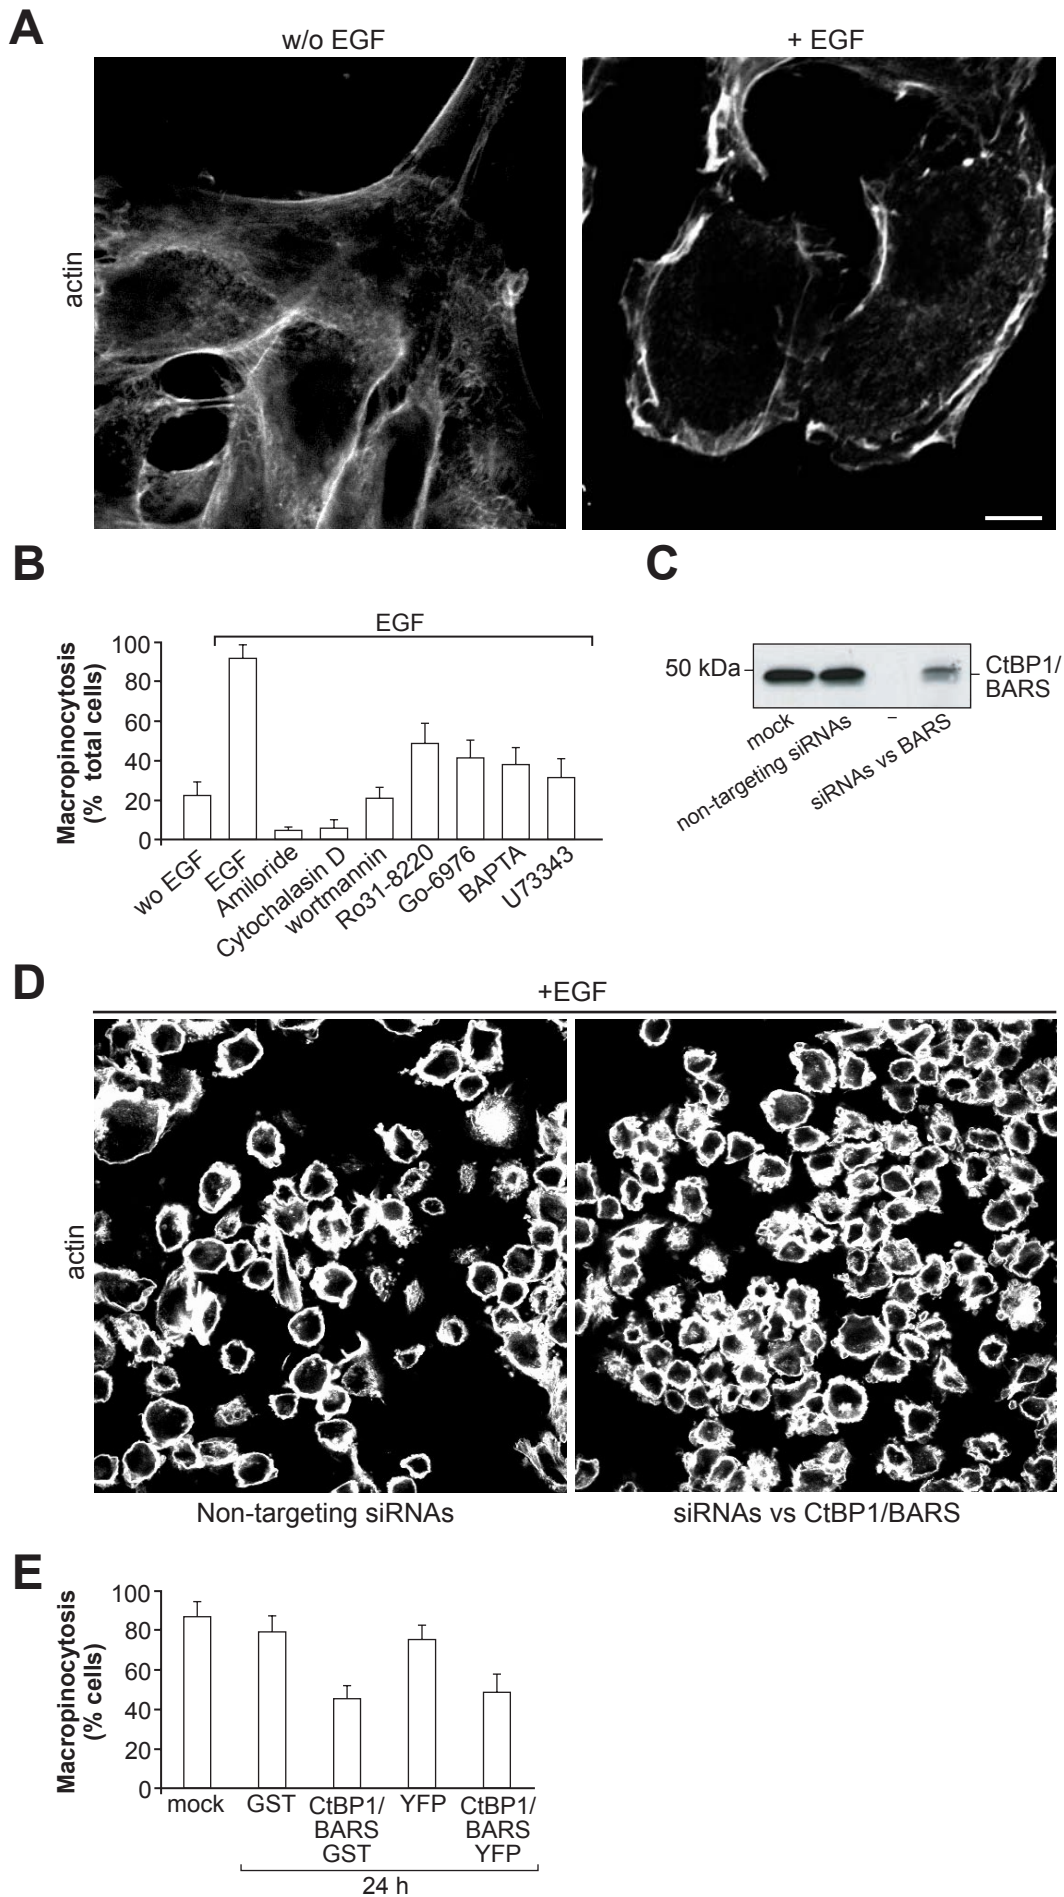 A
w/o EGF
+ EGF
actin
B
EGF
Macropinocytosis
(% total cells)
100
80
60
40
20
0
wo EGF
EGF
Amiloride
Cytochalasin D
wortmannin
Ro31-8220
Go-6976
BAPTA
U73343
C
50 kDa
CtBP1/
BARS
mock
non-targeting siRNAs
–
siRNAs vs BARS
D
+EGF
actin
Non-targeting siRNAs
siRNAs vs CtBP1/BARS
E
Macropinocytosis
(% cells)
100
80
60
40
20
0
mock
GST
CtBP1/
BARS
GST
YFP
CtBP1/
BARS
YFP
24 h